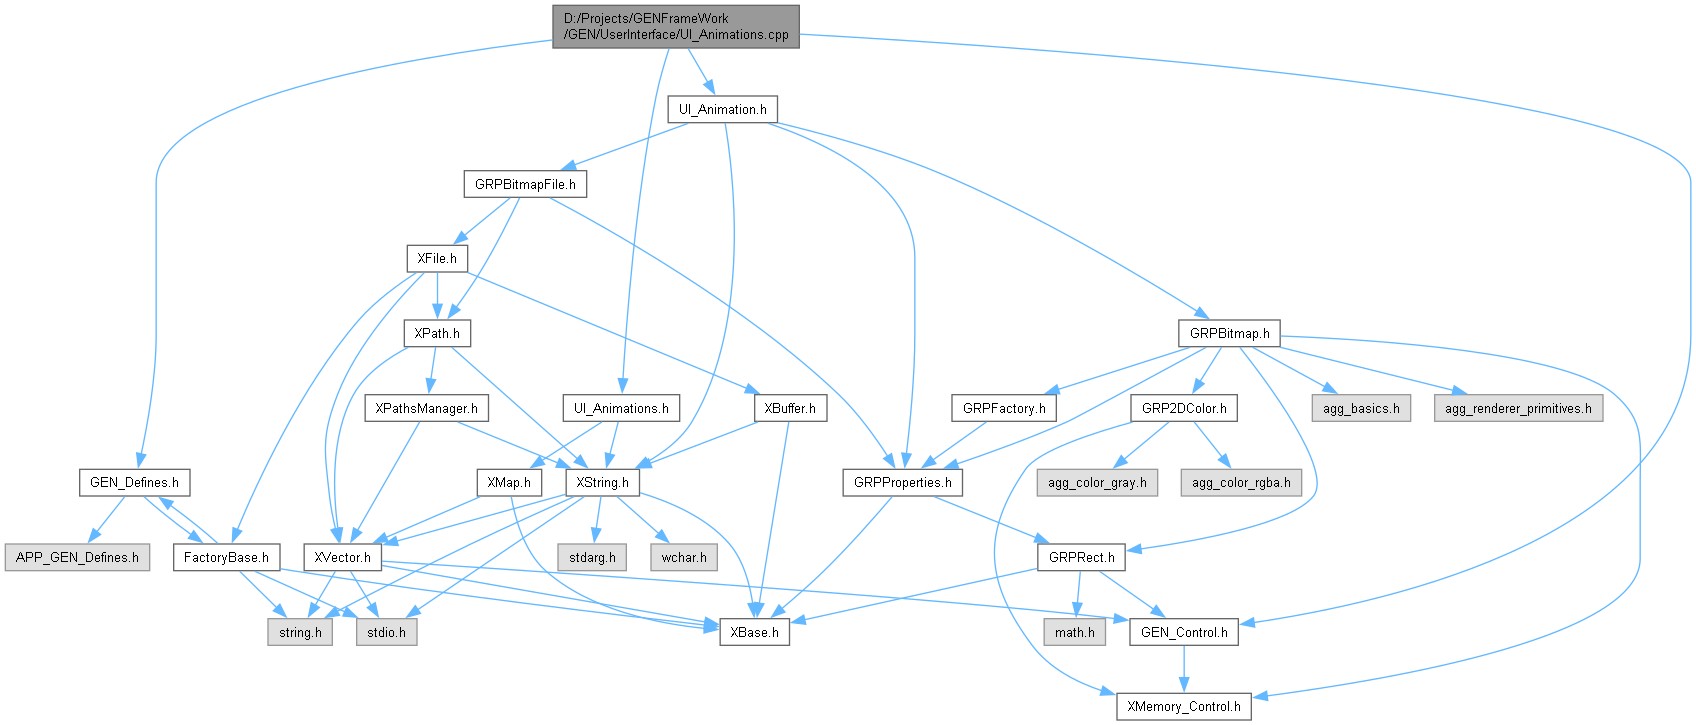 D:/Projects/GENFrameWork
/GEN/UserInterface/UI_Animations.cpp
UI_Animation.h
GRPBitmapFile.h
XFile.h
XPath.h
GRPBitmap.h
XPathsManager.h
UI_Animations.h
XBuffer.h
GRPFactory.h
GRP2DColor.h
agg_basics.h
agg_renderer_primitives.h
GEN_Defines.h
XMap.h
XString.h
GRPProperties.h
agg_color_gray.h
agg_color_rgba.h
APP_GEN_Defines.h
FactoryBase.h
XVector.h
stdarg.h
wchar.h
GRPRect.h
string.h
stdio.h
XBase.h
math.h
GEN_Control.h
XMemory_Control.h